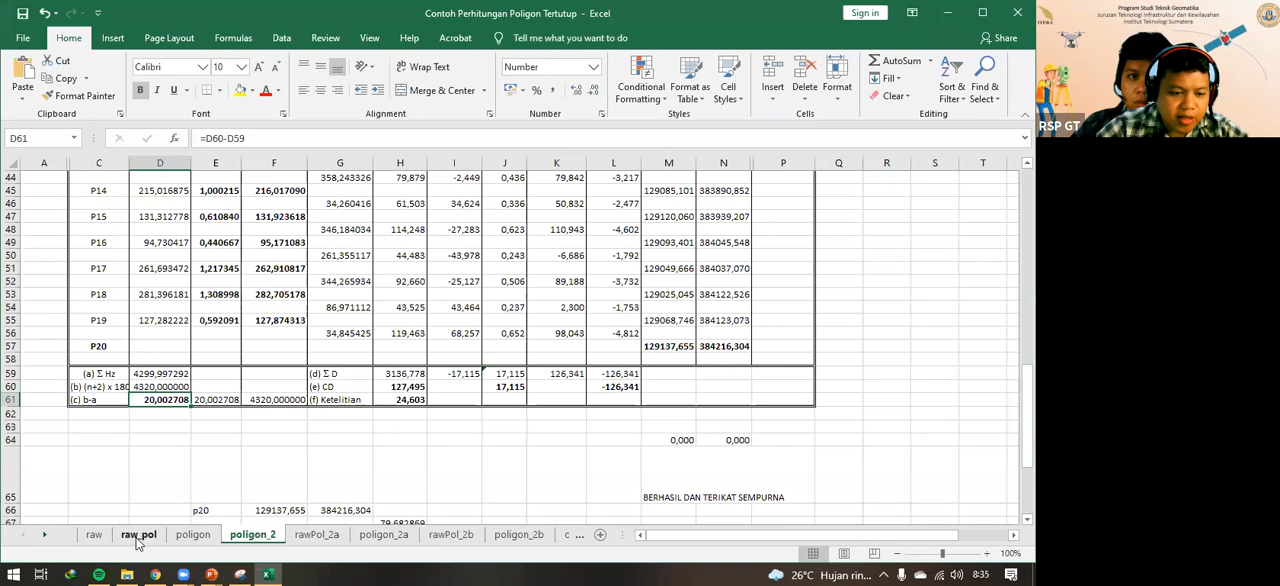 Contoh Perhitungan Poligon Tertutup - Excel
Sign in
Program Studi Teknik Geomatika
Jurusan Teknologi Infrastruktur dan Kewilayahan
Institut Teknologi Sumatera
File Home Insert Page Layout Formulas Data Review View Help Acrobat Tell me what you want to do Share
Cut Calibri 10 Wrap Text Number AutoSum
Copy Fill
Paste Format Painter Merge & Center Conditional Formatting Format as Table Cell Styles Insert Delete Format Clear Sort & Filter Find & Select
Clipboard Font Alignment Number Styles Cells Editing
RSP GT
D61 =D60-D59
A B C D E F G H I J K L M N P Q R S T
44 358,243326 79,879 -2,449 0,436 79,842 -3,217
45 P14 215,016875 1,000215 216,017090 129085,101 383890,852
46 34,260416 61,503 34,624 0,336 50,832 -2,477
47 P15 131,312778 0,610840 131,923618 129120,060 383939,207
48 346,184034 114,248 -27,283 0,623 110,943 -4,602
49 P16 94,730417 0,440667 95,171083 129093,401 384045,548
50 261,355117 44,483 -43,978 0,243 -6,686 -1,792
51 P17 261,693472 1,217345 262,910817 129049,666 384037,070
52 344,265934 92,660 -25,127 0,506 89,188 -3,732
53 P18 281,396181 1,308998 282,705178 129025,045 384122,526
54 86,971112 43,525 43,464 0,237 2,300 -1,753
55 P19 127,282222 0,592091 127,874313 129068,746 384123,073
56 34,845425 119,463 68,257 0,652 98,043 -4,812
57 P20 129137,655 384216,304
58
59 (a) Σ Hz 4299,997292 (d) Σ D 3136,778 -17,115 17,115 126,341 -126,341
60 (b) (n+2) x 180 4320,000000 (e) CD 127,495 17,115 -126,341
61 (c) b-a 20,002708 20,002708 4320,000000 (f) Ketelitian 24,603
62
63
64 0,000 0,000
65 BERHASIL DAN TERIKAT SEMPURNA
66 p20 129137,655 384216,304
67 79,682869
raw raw_pol poligon poligon_2 rawPol_2a poligon_2a rawPol_2b poligon_2b c ...
100%
26°C Hujan rin... 8:35